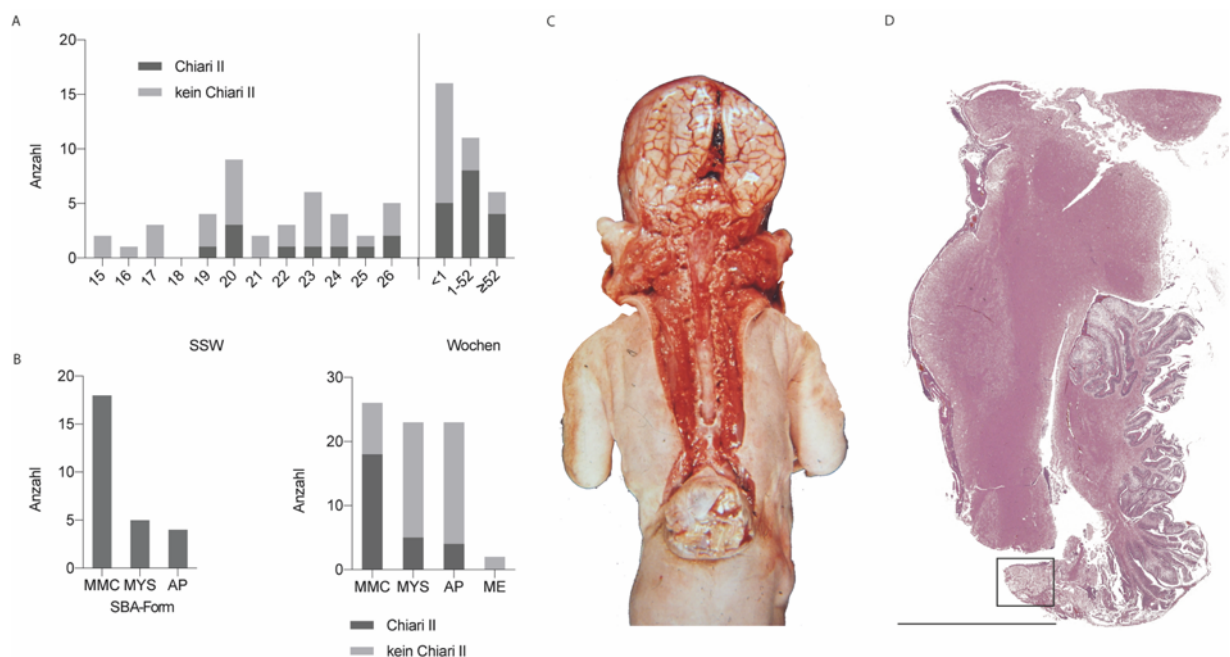 A
20
15
10
5
0
Anzahl
Chiari II
kein Chiari II
15 16 17 18 19 20 21 22 23 24 25 26 <1 1-52 ≥52
SSW Wochen
B
20
15
10
5
0
Anzahl
MMC MYS AP
SBA-Form
30
20
10
0
Anzahl
MMC MYS AP ME
Chiari II
kein Chiari II
C
D